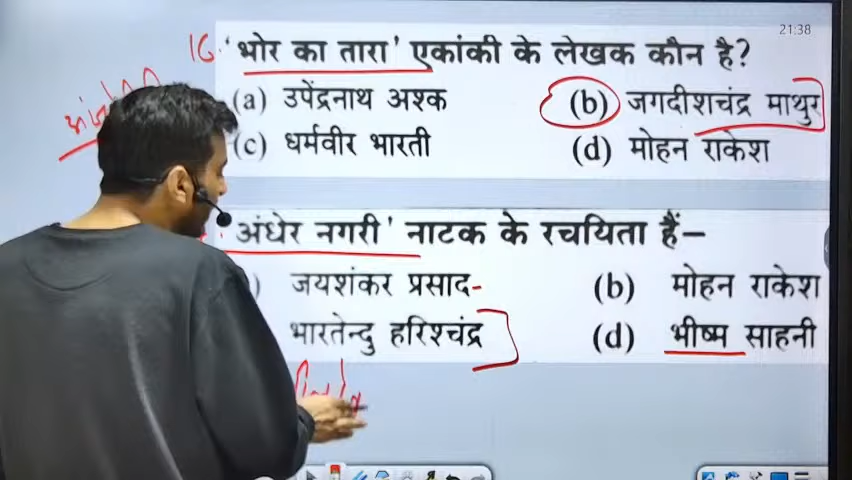 21:38
16. 'भोर का तारा' एकांकी के लेखक कौन है?
(a) उपेंद्रनाथ अश्क (b) जगदीशचंद्र माथुर
(c) धर्मवीर भारती (d) मोहन राकेश
अंधेर नगरी' नाटक के रचयिता हैं–
जयशंकर प्रसाद (b) मोहन राकेश
भारतेन्दु हरिश्चंद्र (d) भीष्म साहनी